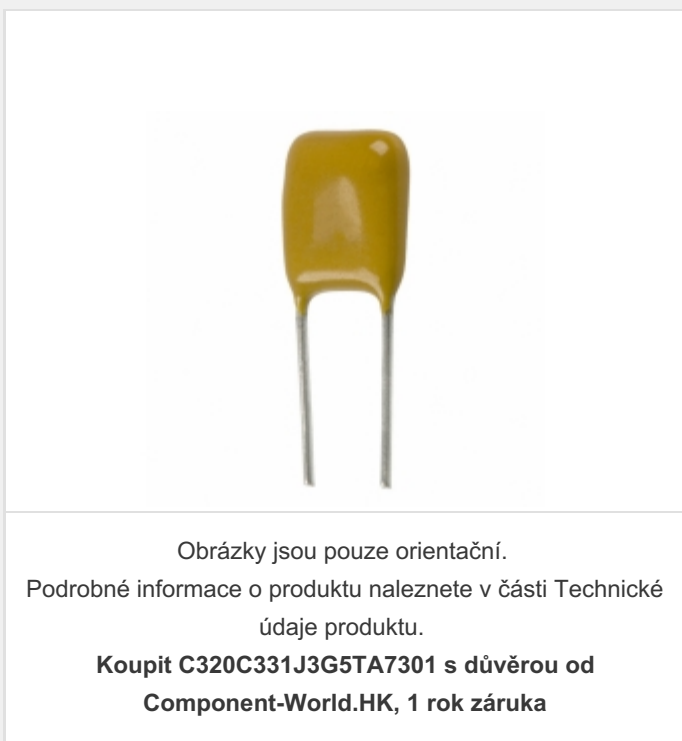 Obrázky jsou pouze orientační.
Podrobné informace o produktu naleznete v části Technické
údaje produktu.
Koupit C320C331J3G5TA7301 s důvěrou od
Component-World.HK, 1 rok záruka